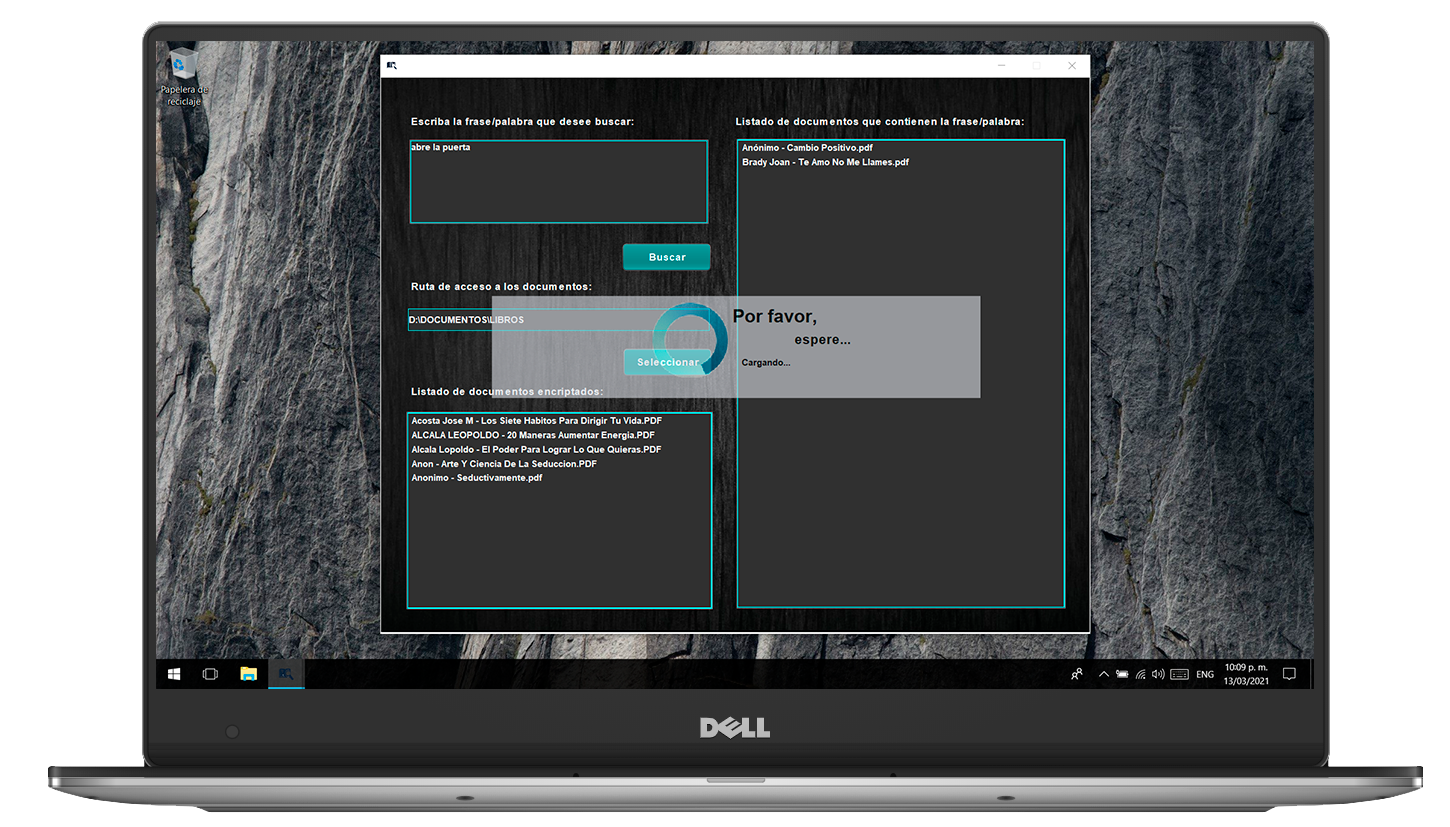 Papelera de
reciclaje
Escriba la frase/palabra que desee buscar:
abre la puerta
Buscar
Ruta de acceso a los documentos:
D:\DOCUMENTOS\LIBROS
Seleccionar
Listado de documentos encriptados:
Acosta Jose M - Los Siete Habitos Para Dirigir Tu Vida.PDF
ALCALA LEOPOLDO - 20 Maneras Aumentar Energia.PDF
Alcala Lopoldo - El Poder Para Lograr Lo Que Quieras.PDF
Anon - Arte Y Ciencia De La Seduccion.PDF
Anonimo - Seductivamente.pdf
Listado de documentos que contienen la frase/palabra:
Anónimo - Cambio Positivo.pdf
Brady Joan - Te Amo No Me Llames.pdf
Por favor,
espere...
Cargando...
ENG
10:09 p. m.
13/03/2021
DELL